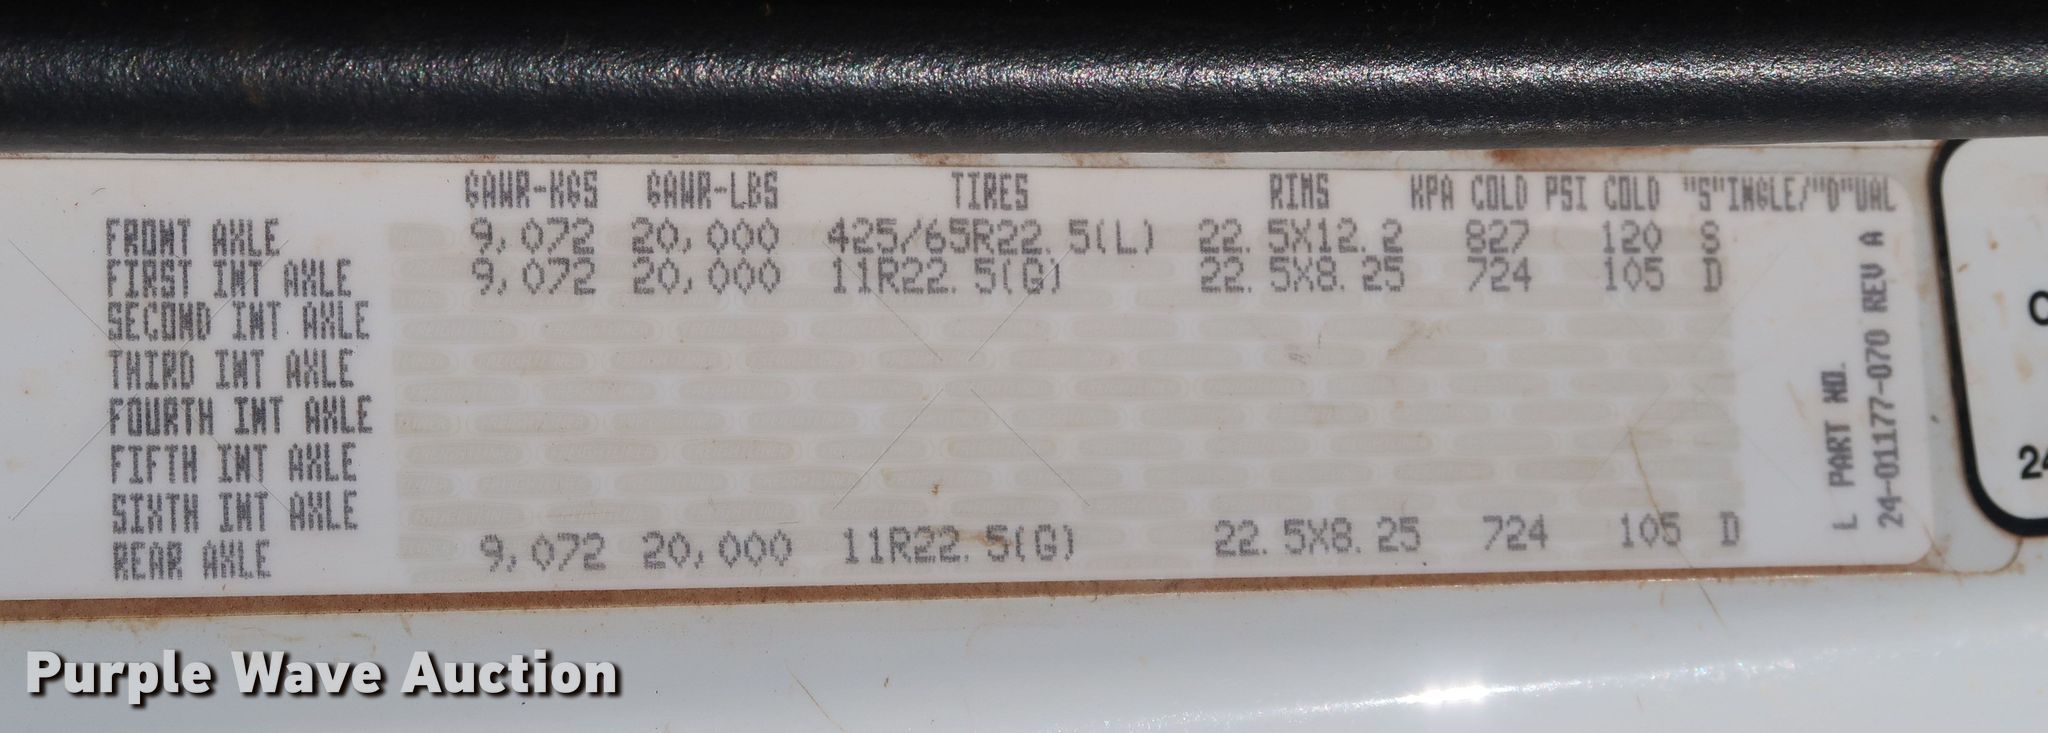 GAWR-KGS GAWR-LBS TIRES RIMS KPA COLD PSI COLD "S"INGLE/"D"UAL
FRONT AXLE 9,072 20,000 425/65R22.5(L) 22.5X12.2 827 120 S
FIRST INT AXLE 9,072 20,000 11R22.5(G) 22.5X8.25 724 105 D
SECOND INT AXLE
THIRD INT AXLE
FOURTH INT AXLE
FIFTH INT AXLE
SIXTH INT AXLE
REAR AXLE 9,072 20,000 11R22.5(G) 22.5X8.25 724 105 D
L PART NO.
24-01177-070 REV A
24
Purple Wave Auction